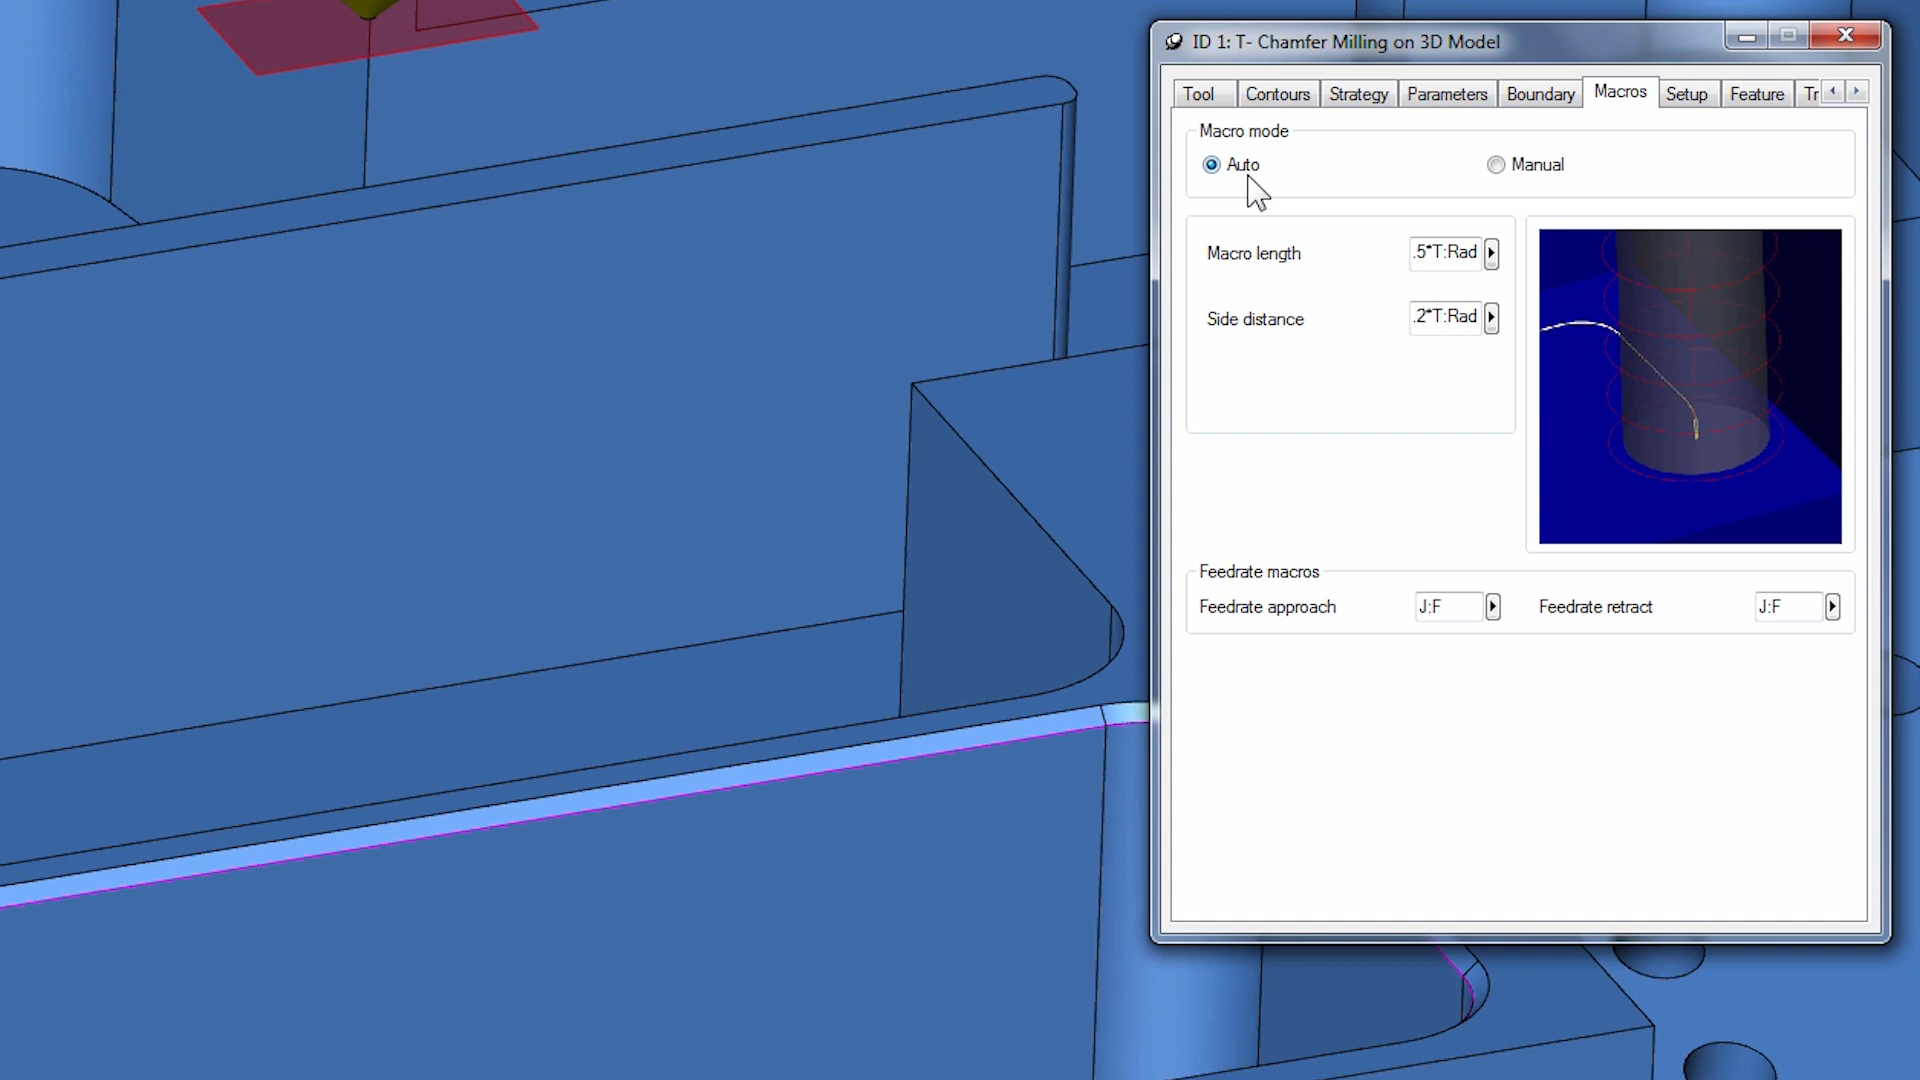 ID 1: T- Chamfer Milling on 3D Model
Tool Contours Strategy Parameters Boundary Macros Setup Feature Tr
Macro mode
Auto Manual
Macro length .5*T:Rad
Side distance .2*T:Rad
Feedrate macros
Feedrate approach J:F Feedrate retract J:F